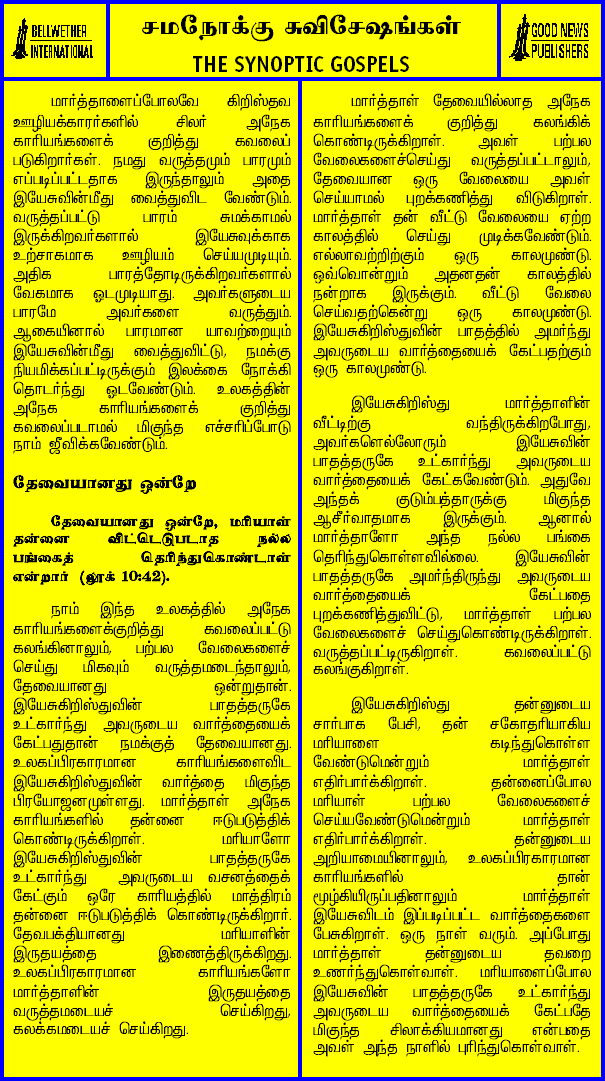 BELLWETHER
INTERNATIONAL
சமநோக்கு சுவிசேஷங்கள்
THE SYNOPTIC GOSPELS
GOOD NEWS
PUBLISHERS
மார்த்தாளைப்போலவே கிறிஸ்தவ
ஊழியக்காரர்களில் சிலர் அநேக
காரியங்களைக் குறித்து கவலைப்
படுகிறார்கள். நமது வருத்தமும் பாரமும்
எப்படிப்பட்டதாக இருந்தாலும் அதை
இயேசுவின்மீது வைத்துவிட வேண்டும்.
வருத்தப்பட்டு பாரம் சுமக்காமல்
இருக்கிறவர்களால் இயேசுவுக்காக
உற்சாகமாக ஊழியம் செய்யமுடியும்.
அதிக பாரத்தோடிருக்கிறவர்களால்
வேகமாக ஓடமுடியாது. அவர்களுடைய
பாரமே அவர்களை வருத்தும்.
ஆகையினால் பாரமான யாவற்றையும்
இயேசுவின்மீது வைத்துவிட்டு, நமக்கு
நியமிக்கப்பட்டிருக்கும் இலக்கை நோக்கி
தொடர்ந்து ஓடவேண்டும். உலகத்தின்
அநேக காரியங்களைக் குறித்து
கவலைப்படாமல் மிகுந்த எச்சரிப்போடு
நாம் ஜீவிக்கவேண்டும்.
தேவையானது ஒன்றே
தேவையானது ஒன்றே, மரியாள்
தன்னை விட்டெடுபடாத நல்ல
பங்கைத் தெரிந்துகொண்டாள்
என்றார் (லூக் 10:42).
நாம் இந்த உலகத்தில் அநேக
காரியங்களைக்குறித்து கவலைப்பட்டு
கலங்கினாலும், பற்பல வேலைகளைச்
செய்து மிகவும் வருத்தமடைந்தாலும்,
தேவையானது ஒன்றுதான்.
இயேசுகிறிஸ்துவின் பாதத்தருகே
உட்கார்ந்து அவருடைய வார்த்தையைக்
கேட்பதுதான் நமக்குத் தேவையானது.
உலகப்பிரகாரமான காரியங்களைவிட
இயேசுகிறிஸ்துவின் வார்த்தை மிகுந்த
பிரயோஜனமுள்ளது. மார்த்தாள் அநேக
காரியங்களில் தன்னை ஈடுபடுத்திக்
கொண்டிருக்கிறாள். மரியாளோ
இயேசுகிறிஸ்துவின் பாதத்தருகே
உட்கார்ந்து அவருடைய வசனத்தைக்
கேட்கும் ஒரே காரியத்தில் மாத்திரம்
தன்னை ஈடுபடுத்திக் கொண்டிருக்கிறார்.
தேவபக்தியானது மரியாளின்
இருதயத்தை இணைத்திருக்கிறது.
உலகப்பிரகாரமான காரியங்களோ
மார்த்தாளின் இருதயத்தை
வருத்தமடையச் செய்கிறது,
கலக்கமடையச் செய்கிறது.
மார்த்தாள் தேவையில்லாத அநேக
காரியங்களைக் குறித்து கலங்கிக்
கொண்டிருக்கிறாள். அவள் பற்பல
வேலைகளைச்செய்து வருத்தப்பட்டாலும்,
தேவையான ஒரு வேலையை அவள்
செய்யாமல் புறக்கணித்து விடுகிறாள்.
மார்த்தாள் தன் வீட்டு வேலையை ஏற்ற
காலத்தில் செய்து முடிக்கவேண்டும்.
எல்லாவற்றிற்கும் ஒரு காலமுண்டு.
ஒவ்வொன்றும் அதனதன் காலத்தில்
நன்றாக இருக்கும். வீட்டு வேலை
செய்வதற்கென்று ஒரு காலமுண்டு.
இயேசுகிறிஸ்துவின் பாதத்தில் அமர்ந்து
அவருடைய வார்த்தையைக் கேட்பதற்கும்
ஒரு காலமுண்டு.
இயேசுகிறிஸ்து மார்த்தாளின்
வீட்டிற்கு வந்திருக்கிறபோது,
அவர்களெல்லோரும் இயேசுவின்
பாதத்தருகே உட்கார்ந்து அவருடைய
வார்த்தையைக் கேட்கவேண்டும். அதுவே
அந்தக் குடும்பத்தாருக்கு மிகுந்த
ஆசீர்வாதமாக இருக்கும். ஆனால்
மார்த்தாளோ அந்த நல்ல பங்கை
தெரிந்துகொள்ளவில்லை. இயேசுவின்
பாதத்தருகே அமர்ந்திருந்து அவருடைய
வார்த்தையைக் கேட்பதை
புறக்கணித்துவிட்டு, மார்த்தாள் பற்பல
வேலைகளைச் செய்துகொண்டிருக்கிறாள்.
வருத்தப்பட்டிருகிறாள். கவலைப்பட்டு
கலங்குகிறாள்.
இயேசுகிறிஸ்து தன்னுடைய
சார்பாக பேசி, தன் சகோதரியாகிய
மரியாளை கடிந்துகொள்ள
வேண்டுமென்றும் மார்த்தாள்
எதிர்பார்க்கிறாள். தன்னைப்போல
மரியாள் பற்பல வேலைகளைச்
செய்யவேண்டுமென்றும் மார்த்தாள்
எதிர்பார்க்கிறாள். தன்னுடைய
அறியாமையினாலும், உலகப்பிரகாரமான
காரியங்களில் தான்
மூழ்கியிருப்பதினாலும் மார்த்தாள்
இயேசுவிடம் இப்படிப்பட்ட வார்த்தைகளை
பேசுகிறாள். ஒரு நாள் வரும். அப்போது
மார்த்தாள் தன்னுடைய தவறை
உணர்ந்துகொள்வாள். மரியாளைப்போல
இயேசுவின் பாதத்தருகே உட்கார்ந்து
அவருடைய வார்த்தையைக் கேட்பதே
மிகுந்த சிலாக்கியமானது என்பதை
அவள் அந்த நாளில் புரிந்துகொள்வாள்.